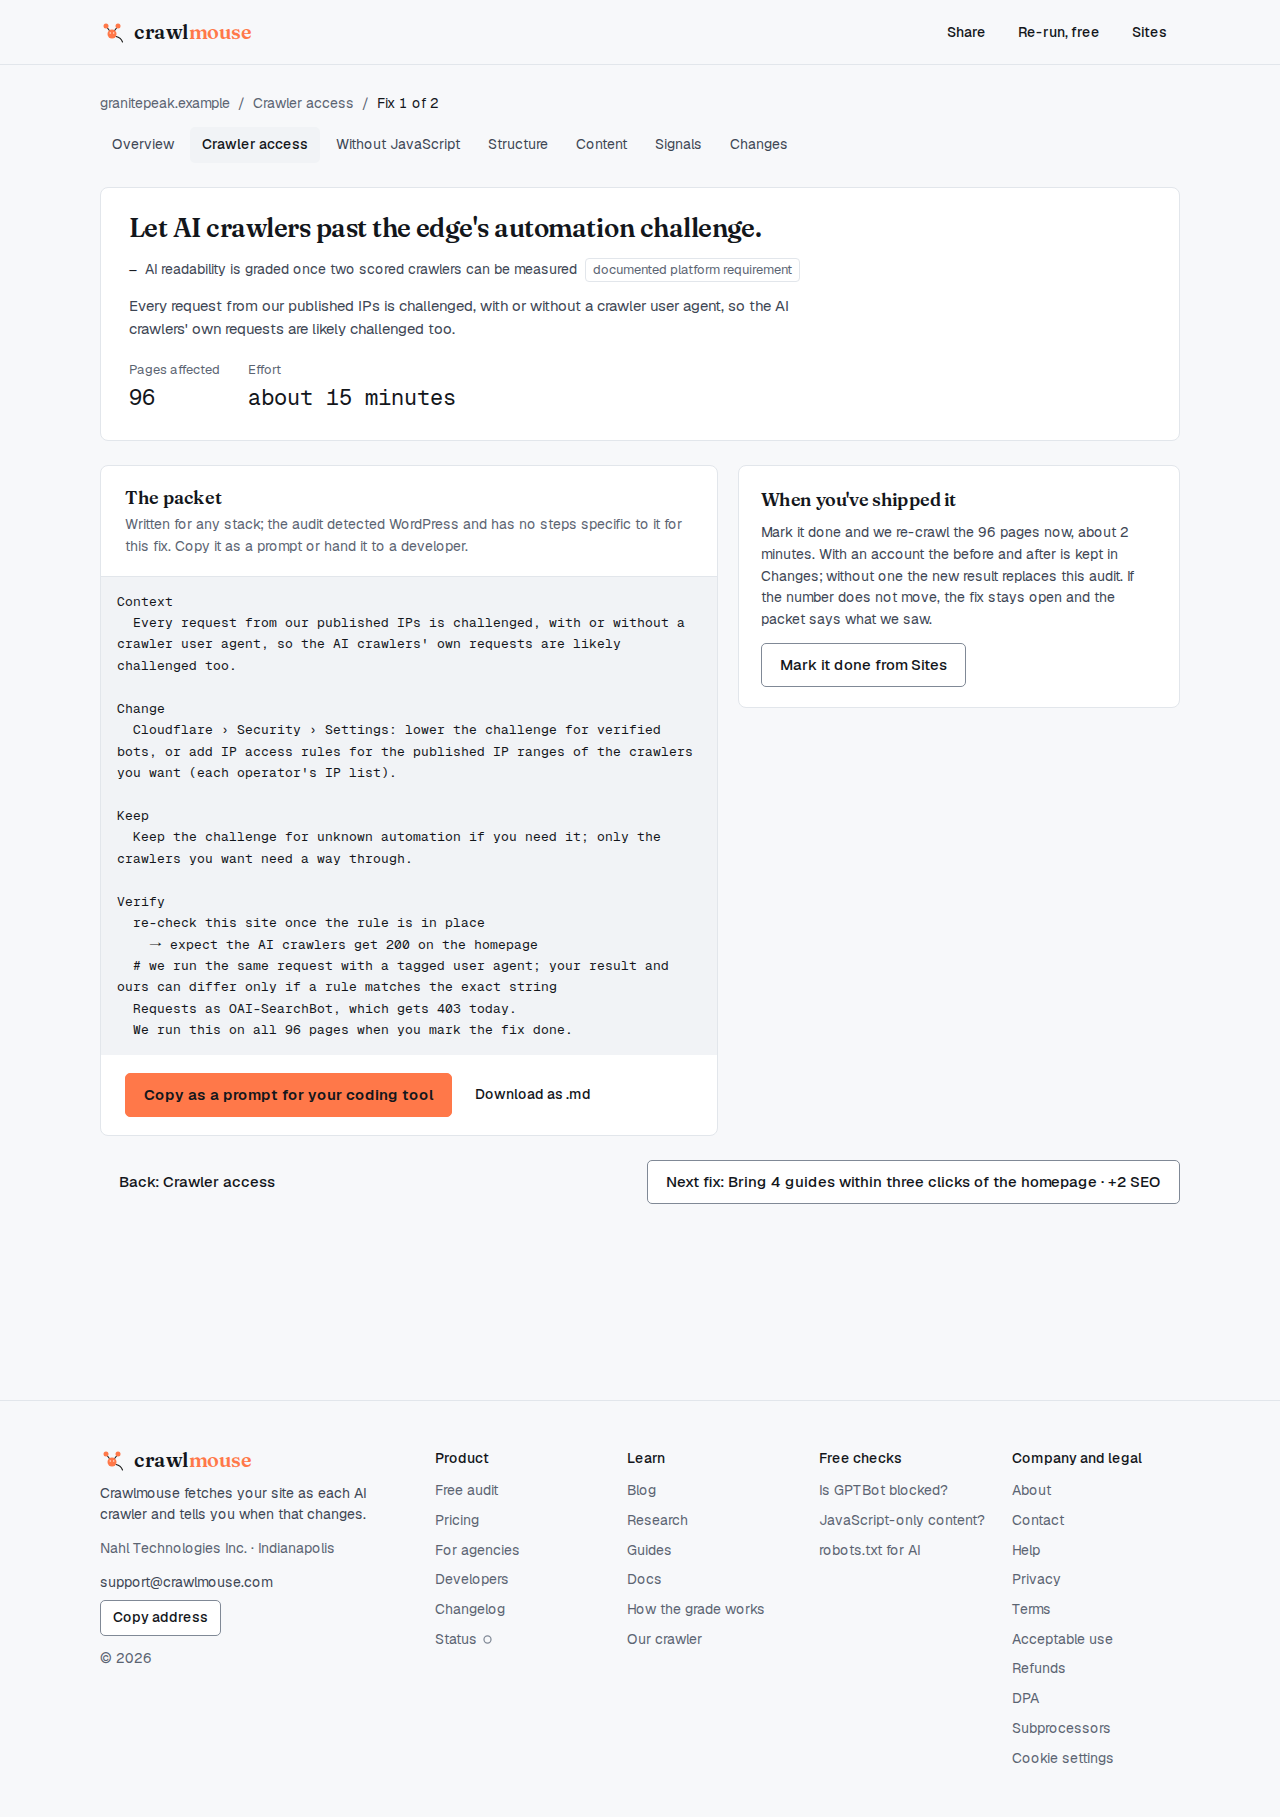 crawlmouse
Share
Re-run, free
Sites
granitepeak.example / Crawler access / Fix 1 of 2
Overview
Crawler access
Without JavaScript
Structure
Content
Signals
Changes
Let AI crawlers past the edge's automation challenge.
– AI readability is graded once two scored crawlers can be measured
documented platform requirement
Every request from our published IPs is challenged, with or without a crawler user agent, so the AI
crawlers' own requests are likely challenged too.
Pages affected
96
Effort
about 15 minutes
The packet
Written for any stack; the audit detected WordPress and has no steps specific to it for
this fix. Copy it as a prompt or hand it to a developer.
Context
Every request from our published IPs is challenged, with or without a
crawler user agent, so the AI crawlers' own requests are likely
challenged too.
Change
Cloudflare › Security › Settings: lower the challenge for verified
bots, or add IP access rules for the published IP ranges of the crawlers
you want (each operator's IP list).
Keep
Keep the challenge for unknown automation if you need it; only the
crawlers you want need a way through.
Verify
re-check this site once the rule is in place
→ expect the AI crawlers get 200 on the homepage
# we run the same request with a tagged user agent; your result and
ours can differ only if a rule matches the exact string
Requests as OAI-SearchBot, which gets 403 today.
We run this on all 96 pages when you mark the fix done.
Copy as a prompt for your coding tool
Download as .md
When you've shipped it
Mark it done and we re-crawl the 96 pages now, about 2
minutes. With an account the before and after is kept in
Changes; without one the new result replaces this audit. If
the number does not move, the fix stays open and the
packet says what we saw.
Mark it done from Sites
Back: Crawler access
Next fix: Bring 4 guides within three clicks of the homepage · +2 SEO
crawlmouse
Crawlmouse fetches your site as each AI
crawler and tells you when that changes.
Nahl Technologies Inc. · Indianapolis
support@crawlmouse.com
Copy address
© 2026
Product
Free audit
Pricing
For agencies
Developers
Changelog
Status
Learn
Blog
Research
Guides
Docs
How the grade works
Our crawler
Free checks
Is GPTBot blocked?
JavaScript-only content?
robots.txt for AI
Company and legal
About
Contact
Help
Privacy
Terms
Acceptable use
Refunds
DPA
Subprocessors
Cookie settings